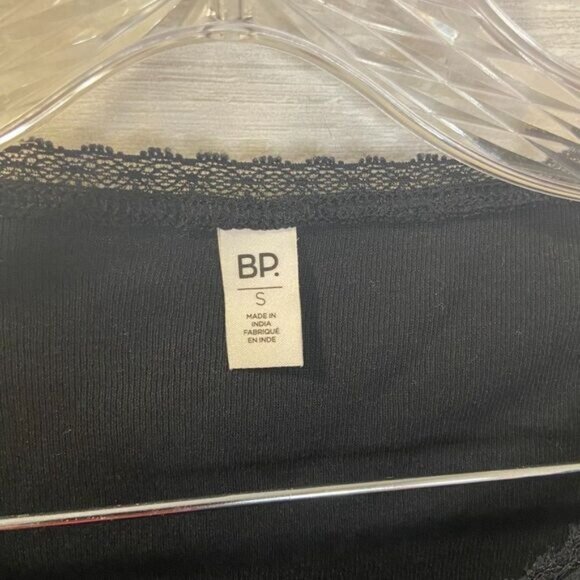 BP.
S
MADE IN
INDIA
FABRIQUÉ
EN INDE